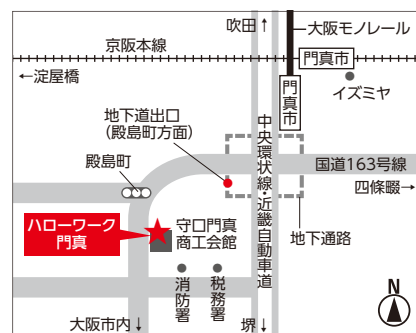 吹田↑
大阪モノレール
京阪本線
門真市
←淀屋橋
イズミヤ
門真市
地下道出口
(殿島町方面)
中央環状線・近畿自動車道
殿島町
国道163号線
四條畷→
ハローワーク
門真
守口門真
商工会館
地下通路
消防署
税務署
大阪市内↓
堺↓
N